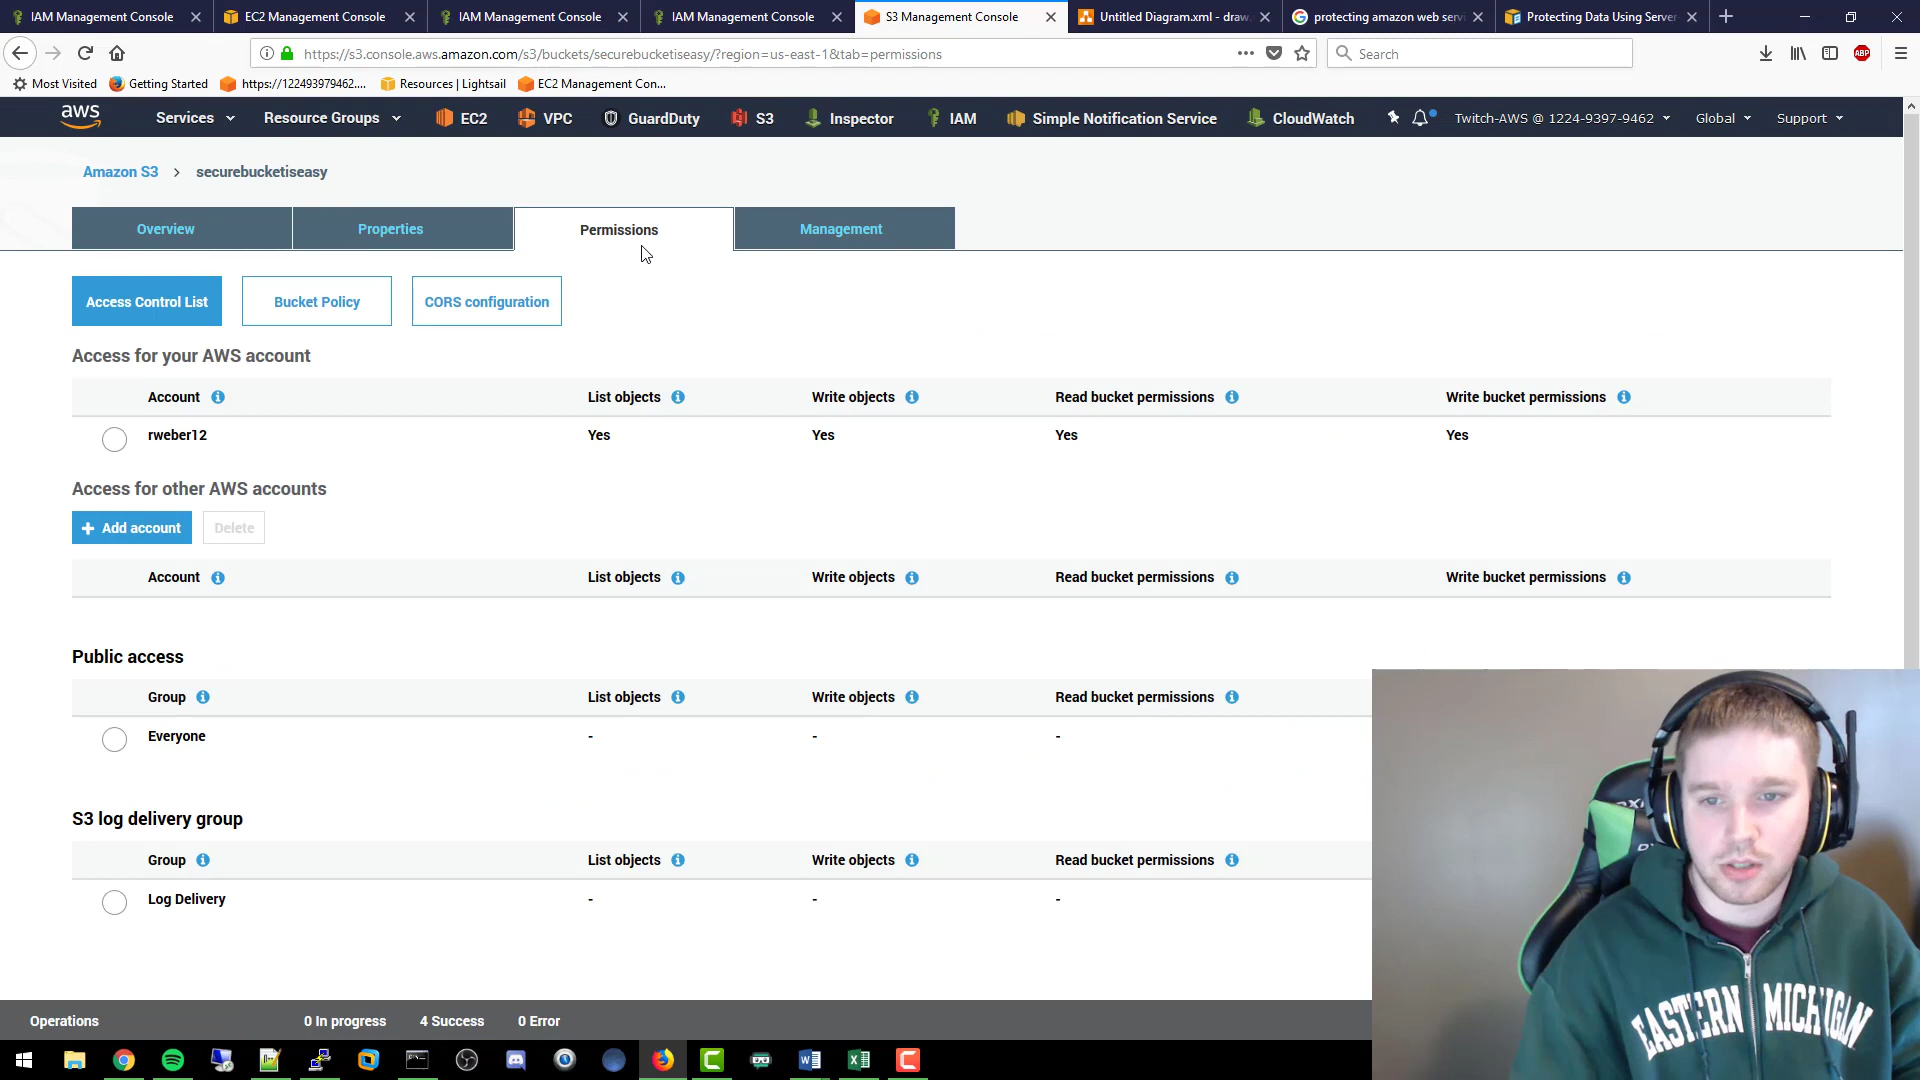 IAM Management Console
EC2 Management Console
IAM Management Console
IAM Management Console
S3 Management Console
Untitled Diagram.xml - draw.
protecting amazon web servi
Protecting Data Using Server
https://s3.console.aws.amazon.com/s3/buckets/securebucketiseasy/?region=us-east-1&tab=permissions
Search
ABP
Most Visited
Getting Started
https://122493979462....
Resources | Lightsail
EC2 Management Con...
aws
Services
Resource Groups
EC2
VPC
GuardDuty
S3
Inspector
IAM
Simple Notification Service
CloudWatch
Twitch-AWS @ 1224-9397-9462
Global
Support
Amazon S3 > securebucketiseasy
Overview
Properties
Permissions
Management
Access Control List
Bucket Policy
CORS configuration
Access for your AWS account
Account List objects Write objects Read bucket permissions Write bucket permissions
rweber12 Yes Yes Yes Yes
Access for other AWS accounts
+ Add account
Delete
Account List objects Write objects Read bucket permissions Write bucket permissions
Public access
Group List objects Write objects Read bucket permissions
Everyone - - -
S3 log delivery group
Group List objects Write objects Read bucket permissions
Log Delivery - - -
Operations 0 In progress 4 Success 0 Error
EASTERN MICHIGAN